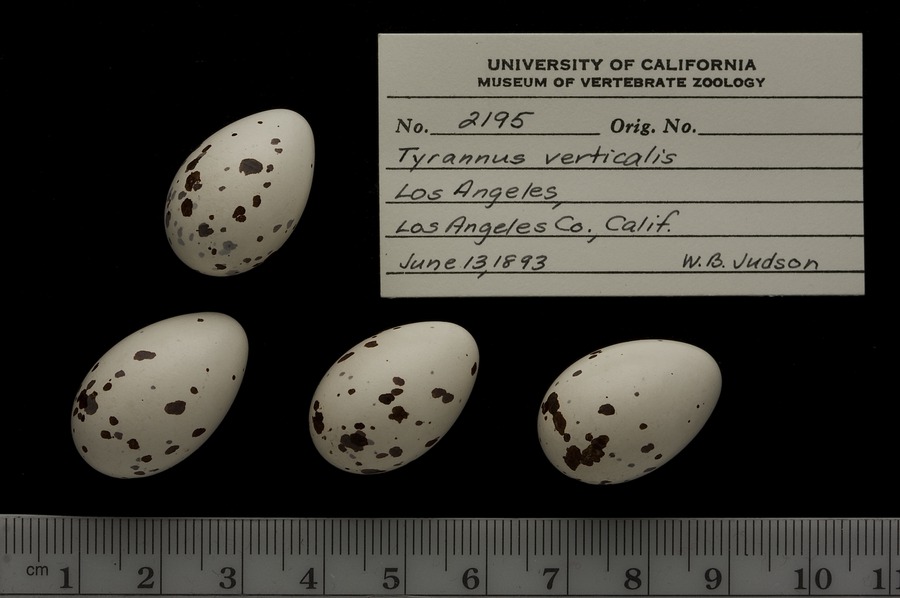 UNIVERSITY OF CALIFORNIA
MUSEUM OF VERTEBRATE ZOOLOGY
No. 2195 Orig. No.
Tyrannus verticalis
Los Angeles,
Los Angeles Co., Calif.
June 13, 1893 W.B. Judson
cm 1 2 3 4 5 6 7 8 9 10 11